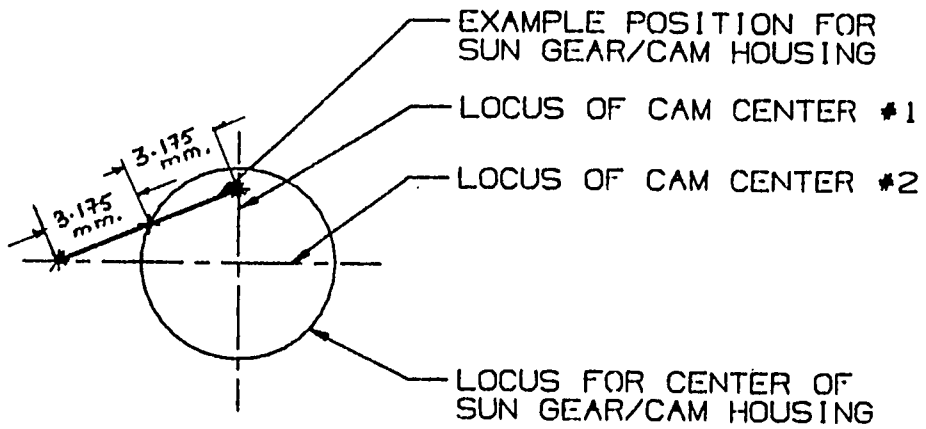 EXAMPLE POSITION FOR
SUN GEAR/CAM HOUSING
LOCUS OF CAM CENTER #1
3.175
mm.
LOCUS OF CAM CENTER #2
3.175
mm.
LOCUS FOR CENTER OF
SUN GEAR/CAM HOUSING